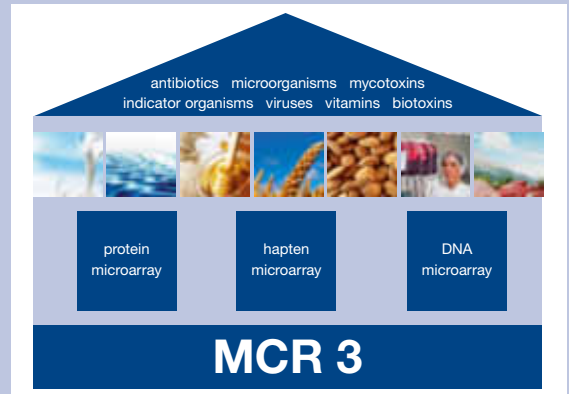 antibiotics microorganisms mycotoxins
indicator organisms viruses vitamins biotoxins
protein
microarray
hapten
microarray
DNA
microarray
MCR 3